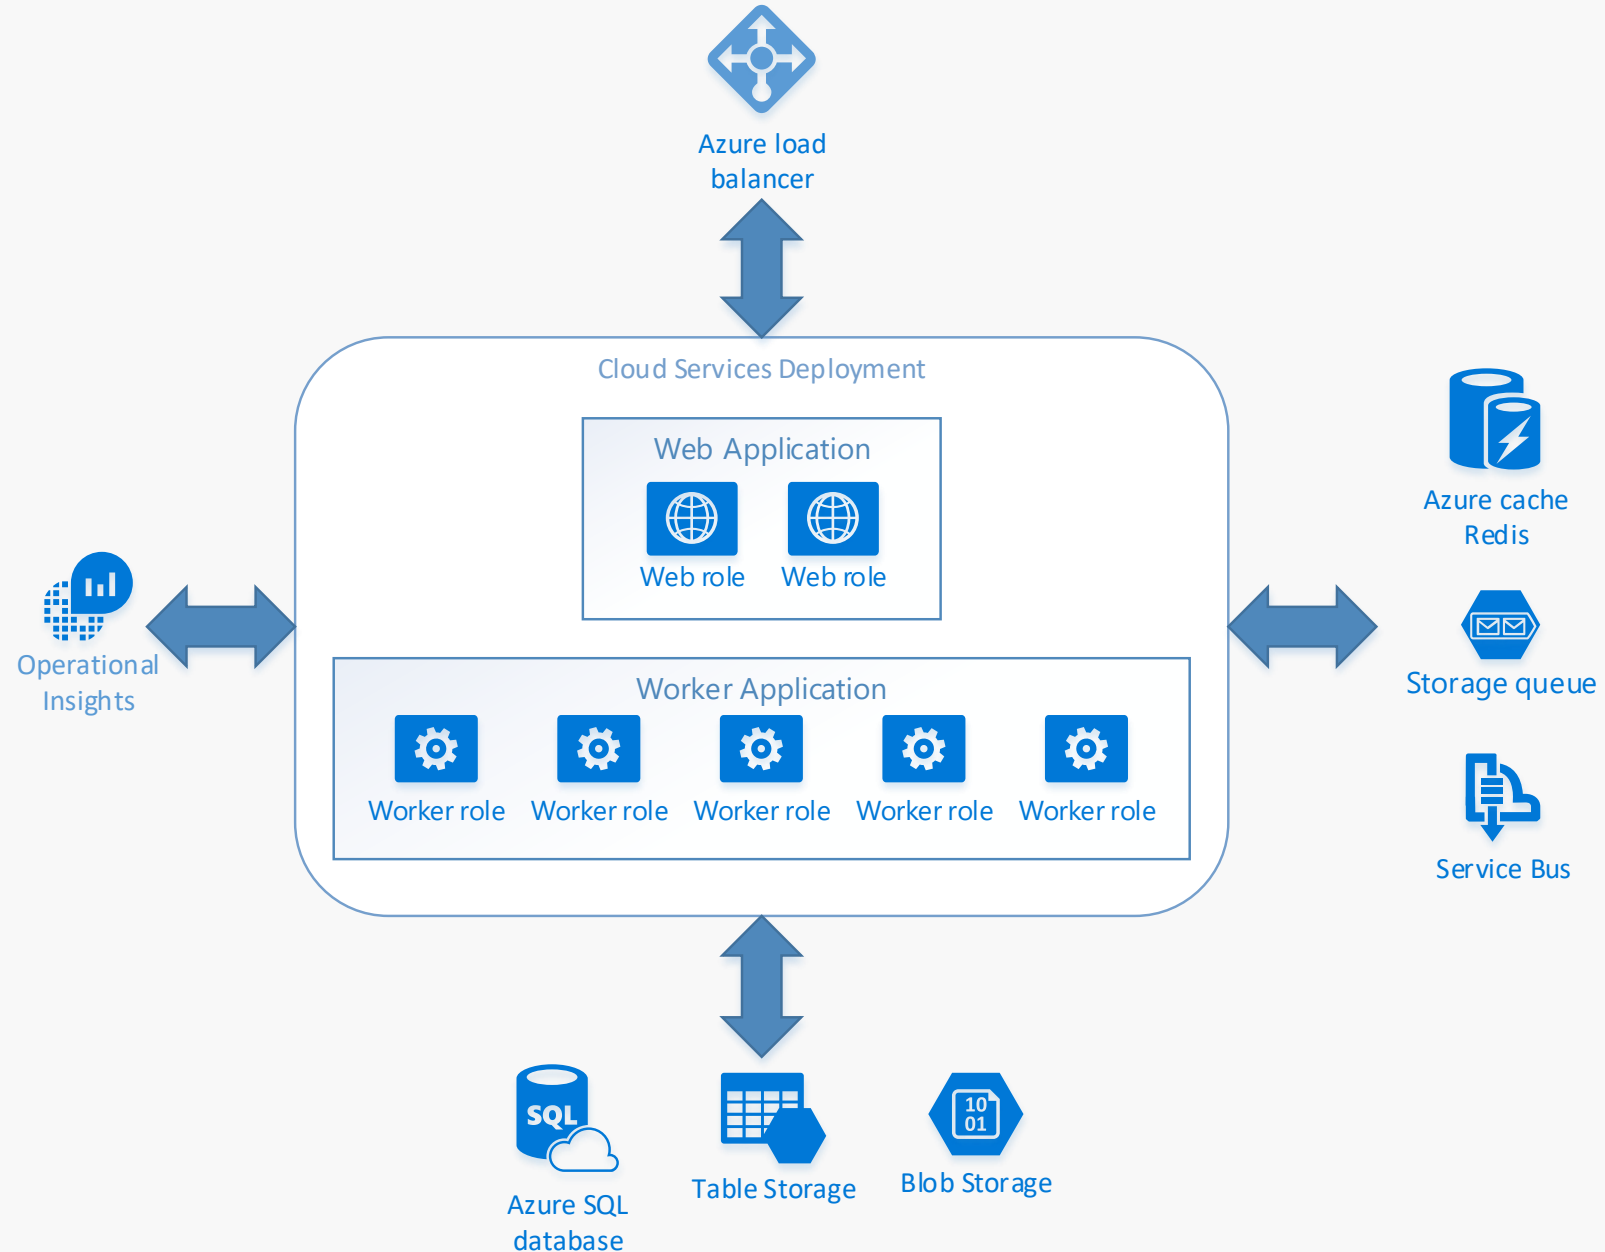 Azure load
balancer
Cloud Services Deployment
Web Application
Web role Web role
Azure cache
Redis
Operational
Insights
Storage queue
Worker Application
Worker role Worker role Worker role Worker role Worker role
Service Bus
SQL
10
01
Azure SQL
database
Table Storage
Blob Storage